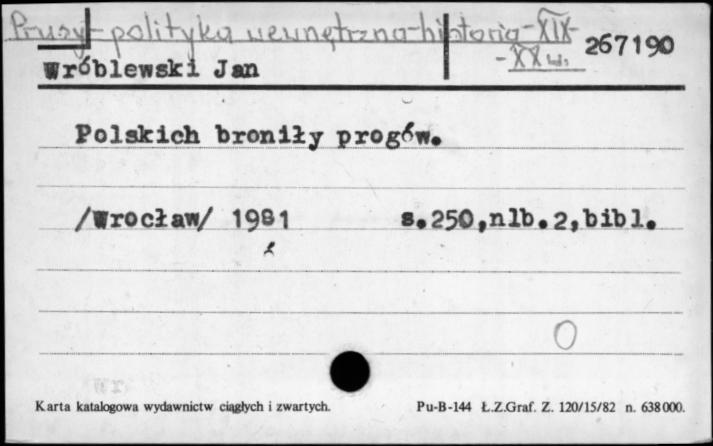 Prusy - polityka wewnętrzna - historia - XIX -
- XX w. 267190
Wróblewski Jan
Polskich broniły progów.
/Wrocław/ 1981 s.250,nlb.2,bibl.
0
Karta katalogowa wydawnictw ciągłych i zwartych. Pu-B-144 Ł.Z.Graf. Z. 120/15/82 n. 638000.